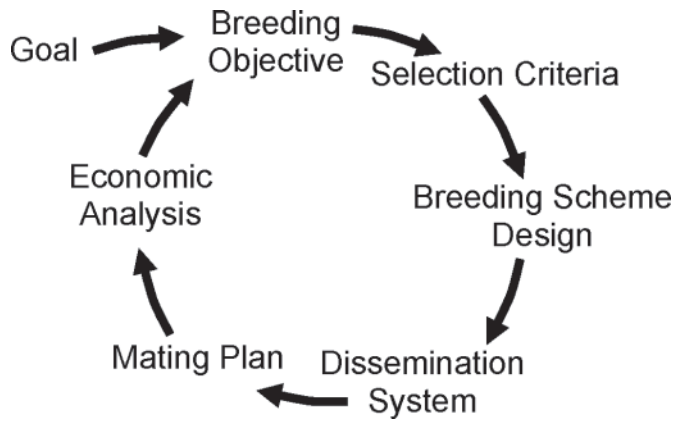 Goal
Breeding
Objective
Selection Criteria
Breeding Scheme
Design
Dissemination
System
Mating Plan
Economic
Analysis